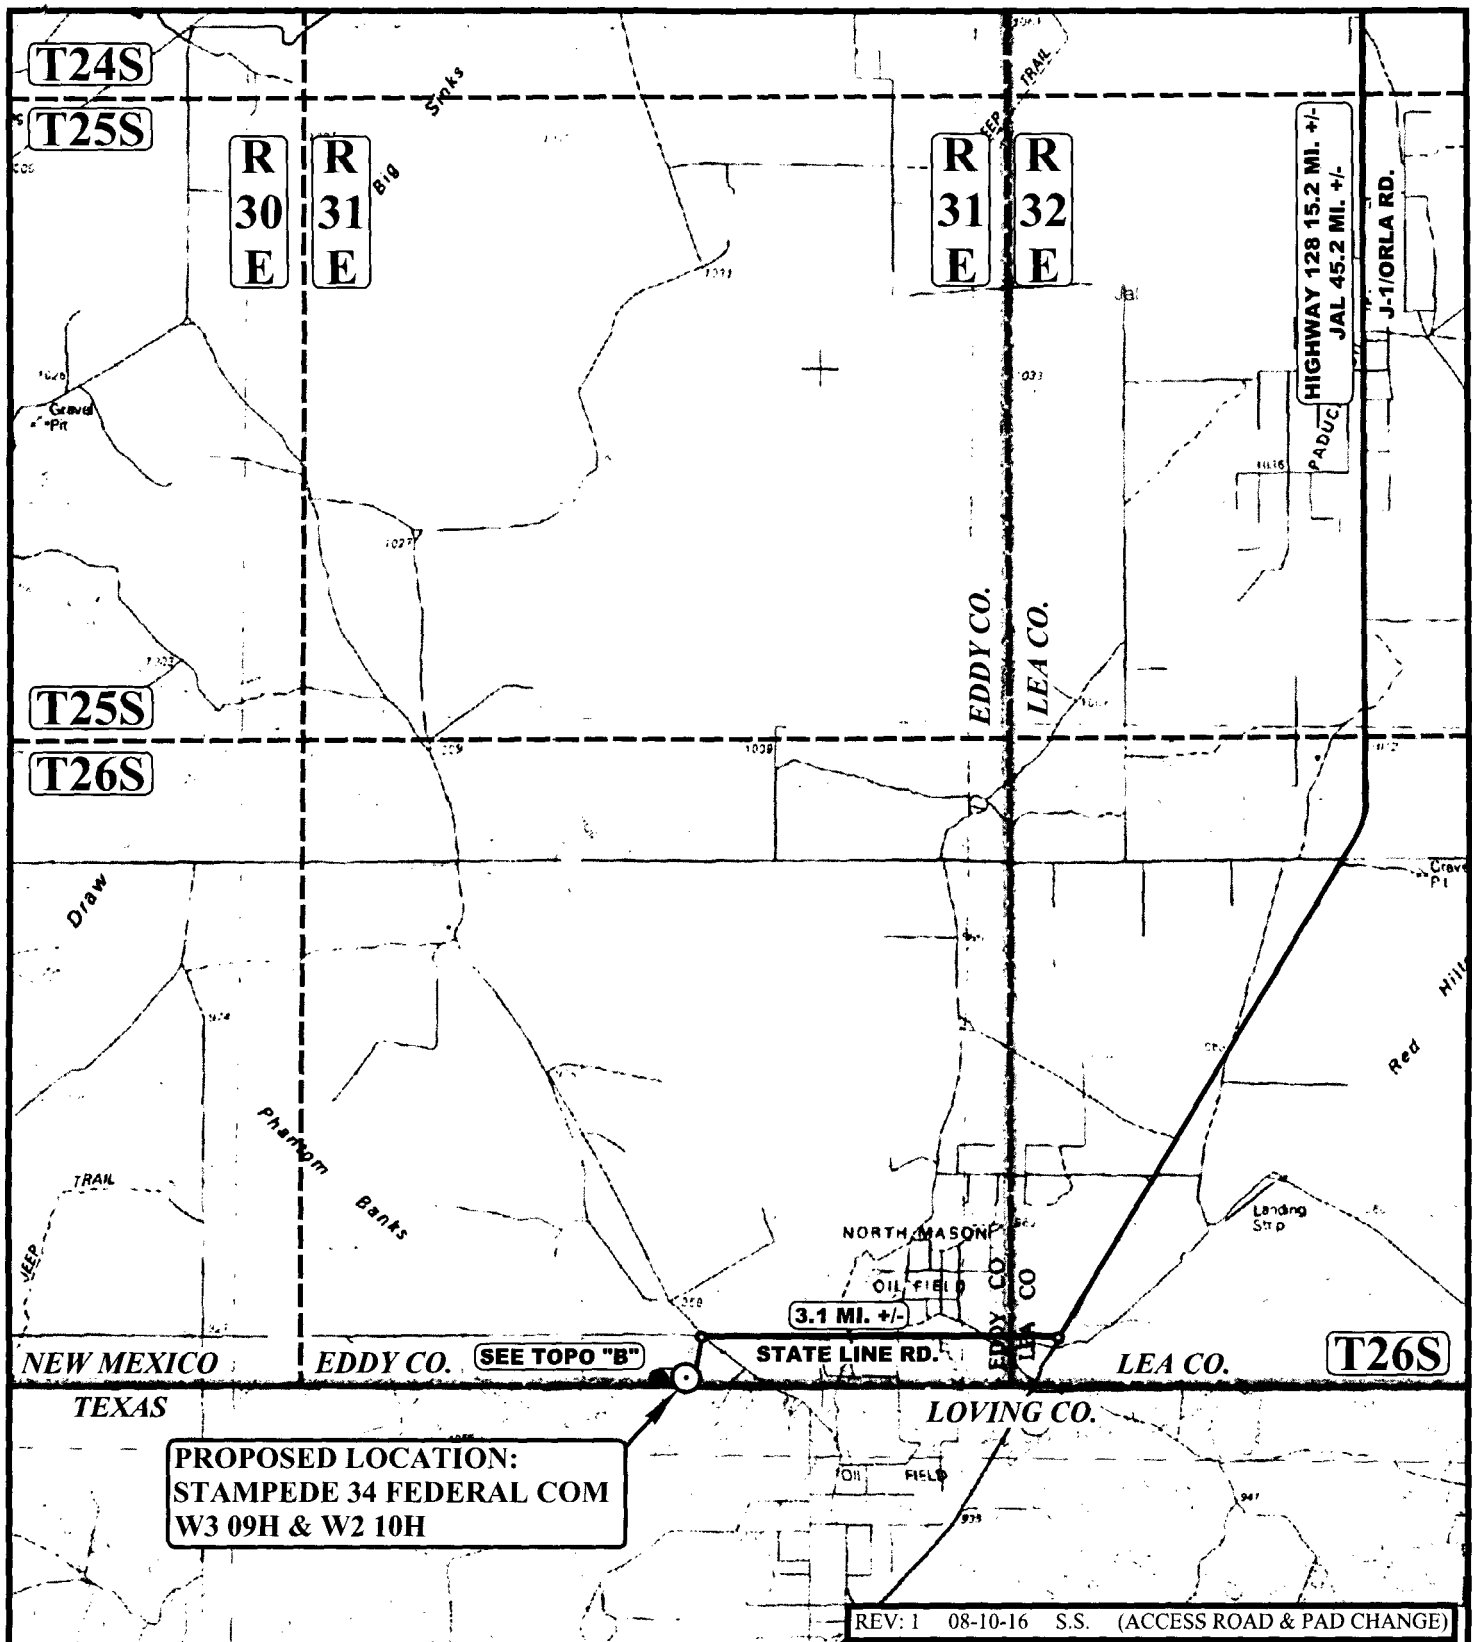 T24S
T25S
Sinks
Big
TRAIL
R
30
E
R
31
E
R
31
E
R
32
E
HIGHWAY 128 15.2 MI. +/-
JAL 45.2 MI. +/-
J-1/ORLA RD.
1031
Jal
1033
Gravel
Pit
PADUC
1027
EDDY CO.
LEA CO.
T25S
T26S
Draw
Red
Phantom
Banks
TRAIL
JEEP
Landing
Strip
NORTH MASON
OIL FIELD
EDDY CO
LEA CO
3.1 MI. +/-
STATE LINE RD.
SEE TOPO "B"
NEW MEXICO
EDDY CO.
LEA CO.
T26S
TEXAS
LOVING CO.
PROPOSED LOCATION:
STAMPEDE 34 FEDERAL COM
W3 09H & W2 10H
OIL FIELD
941
REV: 1 08-10-16 S.S. (ACCESS ROAD & PAD CHANGE)